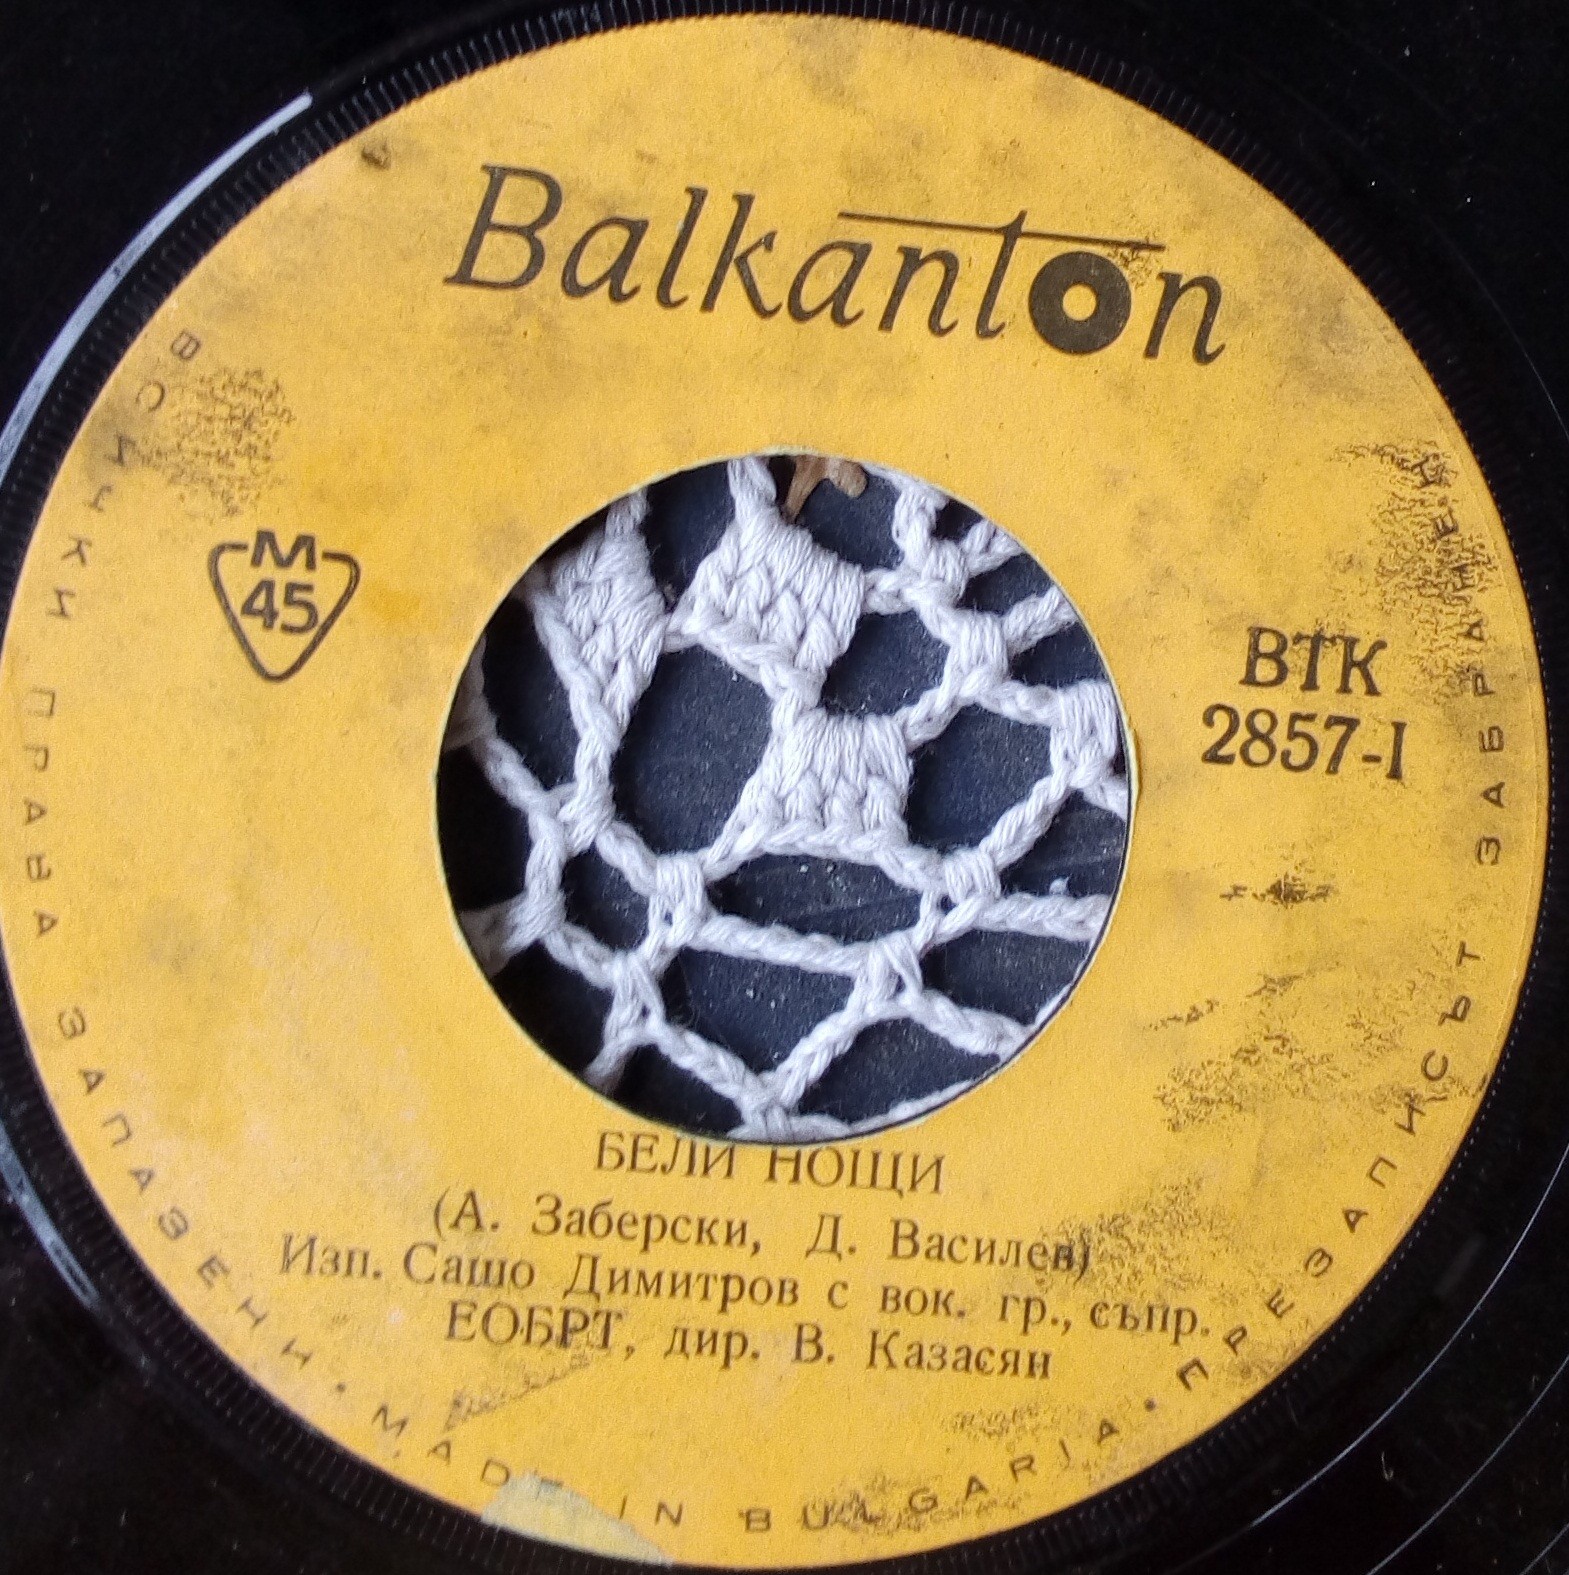 Balkanton
M
45
ВТК
2857-I
БЕЛИ НОЩИ
(А. Заберски, Д. Василев)
Изп. Сашо Димитров с вок. гр., съпр.
ЕОБРТ, дир. В. Казасян
ВСИЧКИ ПРАВА ЗАПАЗЕНИ • MADE IN BULGARIA • ПРЕЗАПИСЪТ ЗАБРАНЕН